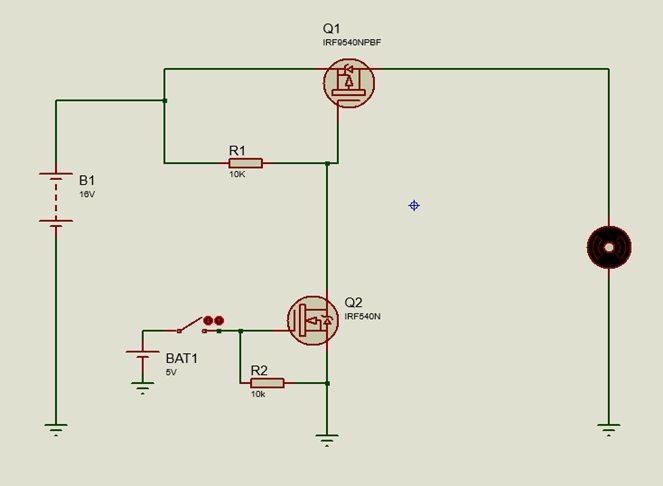 Q1
IRF9540NPBF
R1
10K
B1
16V
Q2
IRF540N
BAT1
5V
R2
10k